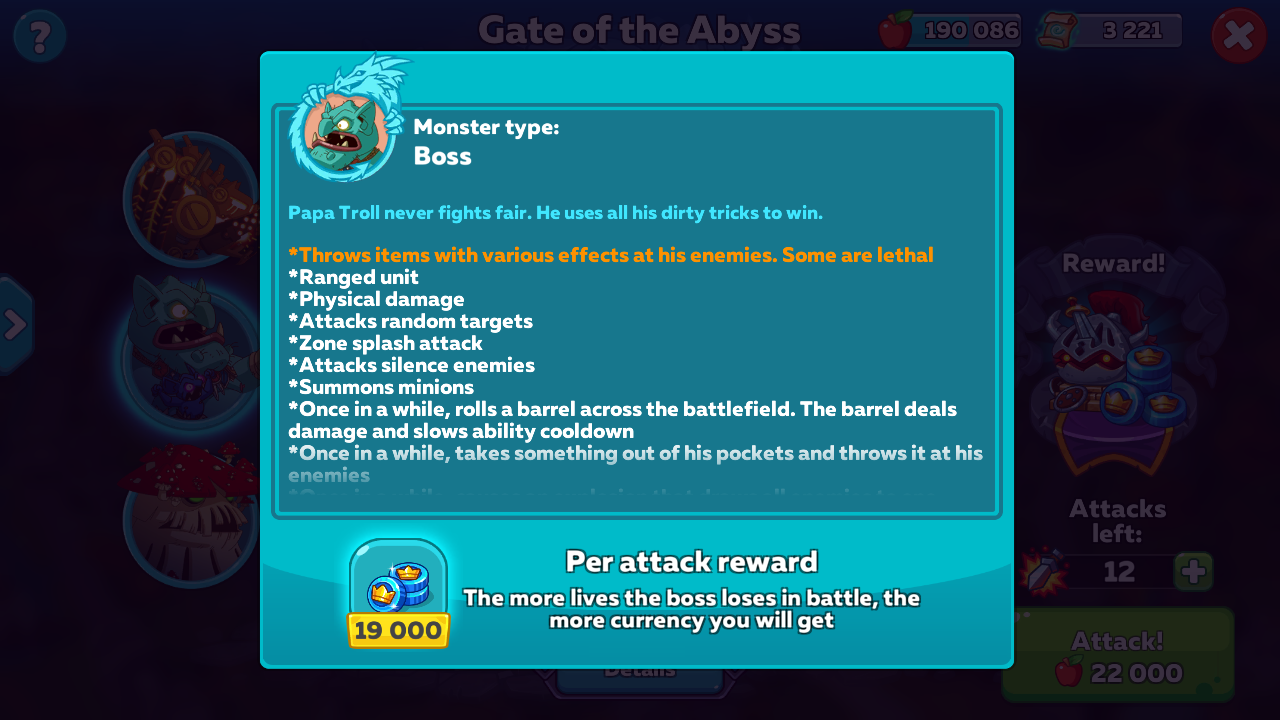 ?
Gate of the Abyss
190 086
3 221
Monster type:
Boss
Papa Troll never fights fair. He uses all his dirty tricks to win.
*Throws items with various effects at his enemies. Some are lethal
*Ranged unit
*Physical damage
*Attacks random targets
*Zone splash attack
*Attacks silence enemies
*Summons minions
*Once in a while, rolls a barrel across the battlefield. The barrel deals
damage and slows ability cooldown
*Once in a while, takes something out of his pockets and throws it at his
enemies
Reward!
Attacks
left:
12
Per attack reward
The more lives the boss loses in battle, the
more currency you will get
19 000
Attack!
22 000
Details